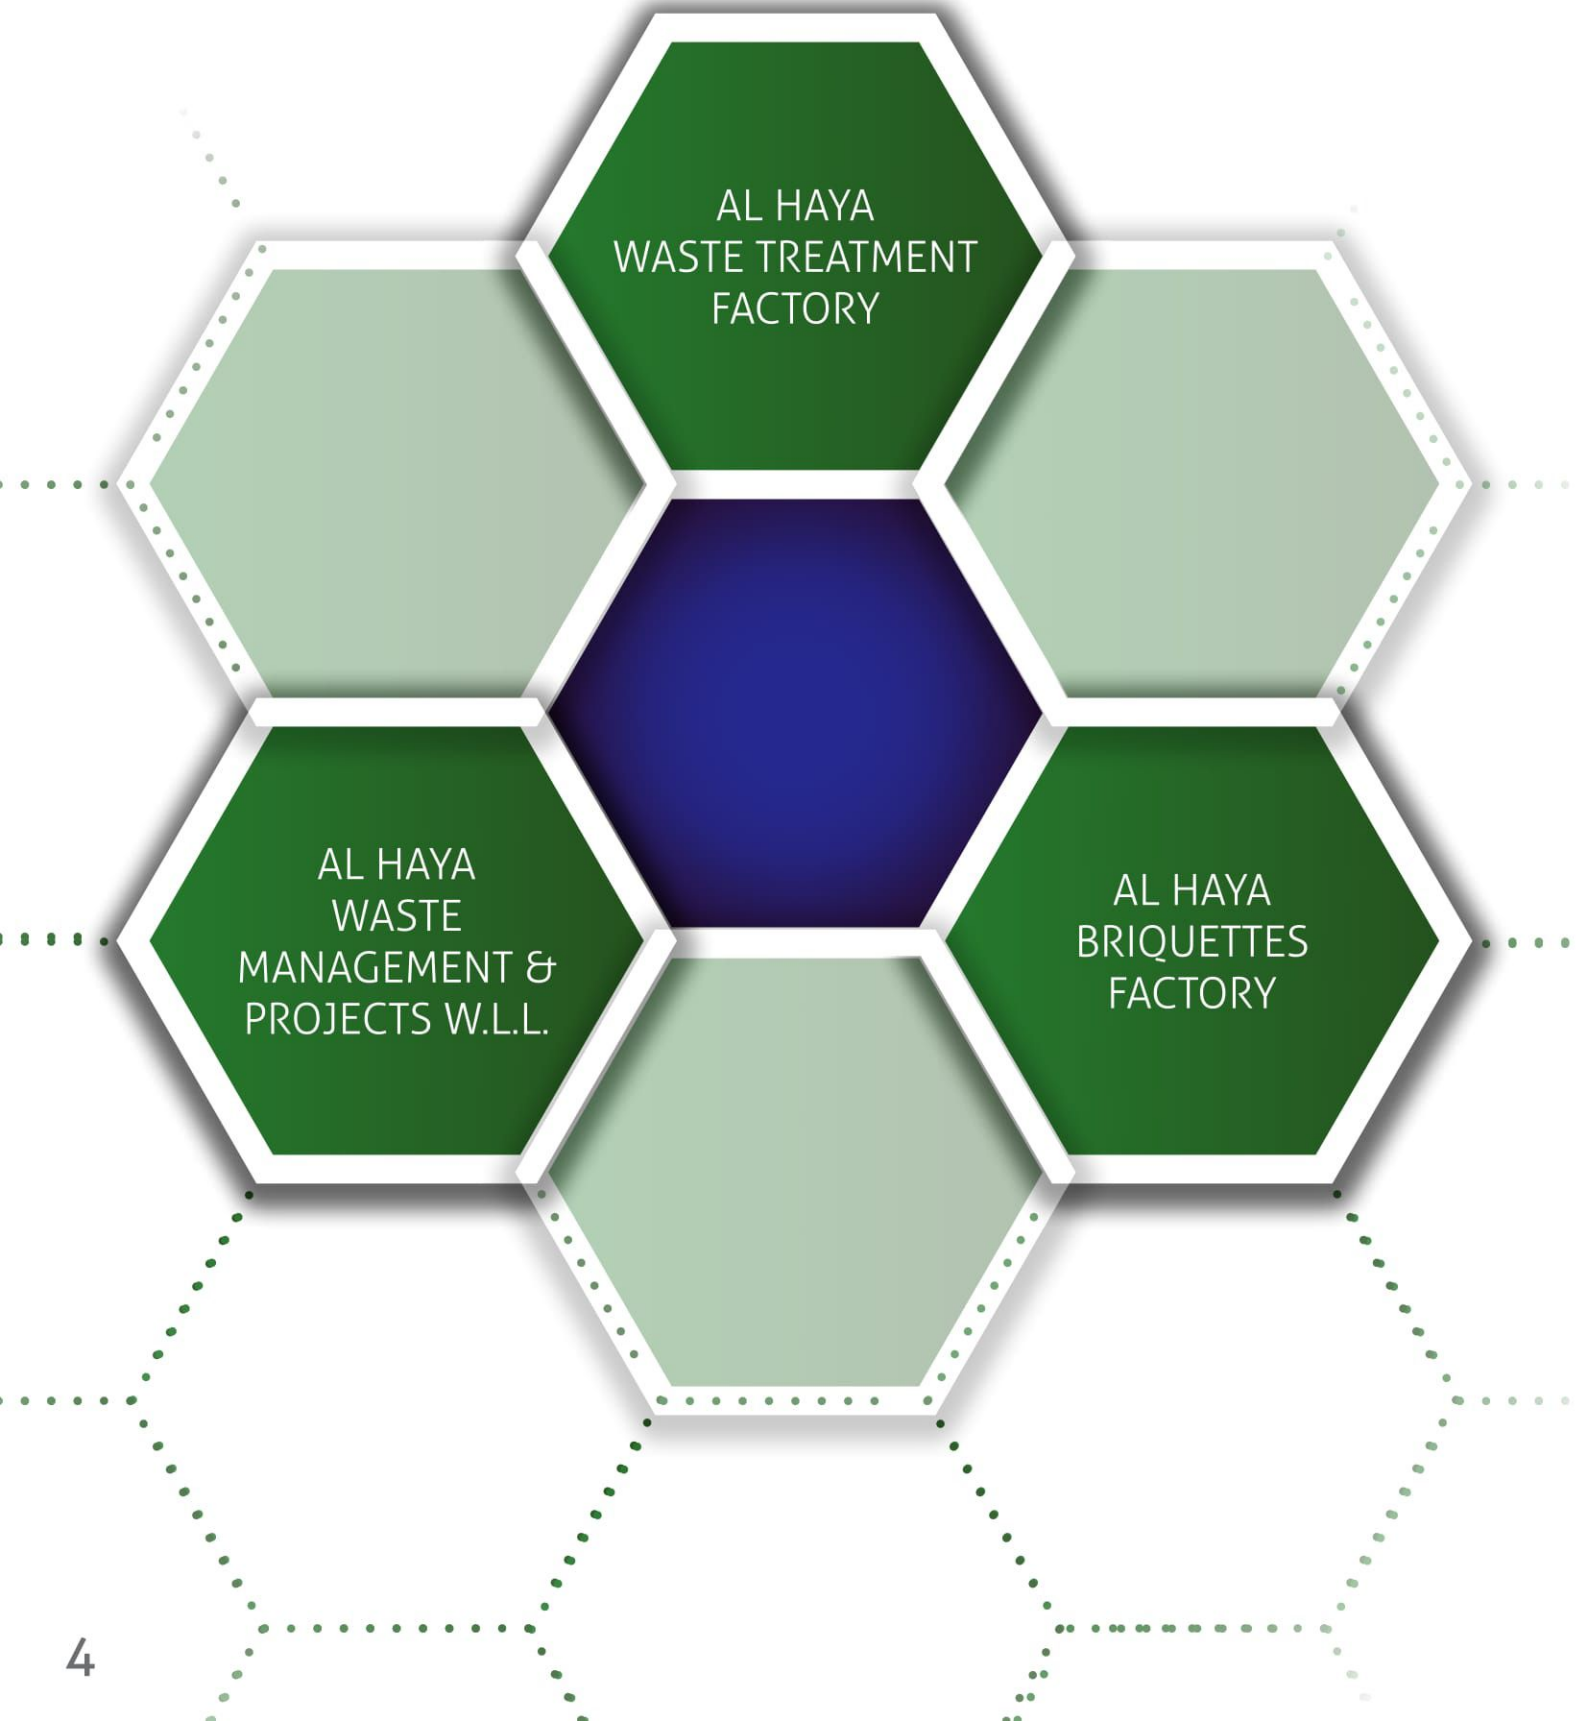 AL HAYA
WASTE TREATMENT
FACTORY
AL HAYA
WASTE
MANAGEMENT &
PROJECTS W.L.L.
AL HAYA
BRIQUETTES
FACTORY
4